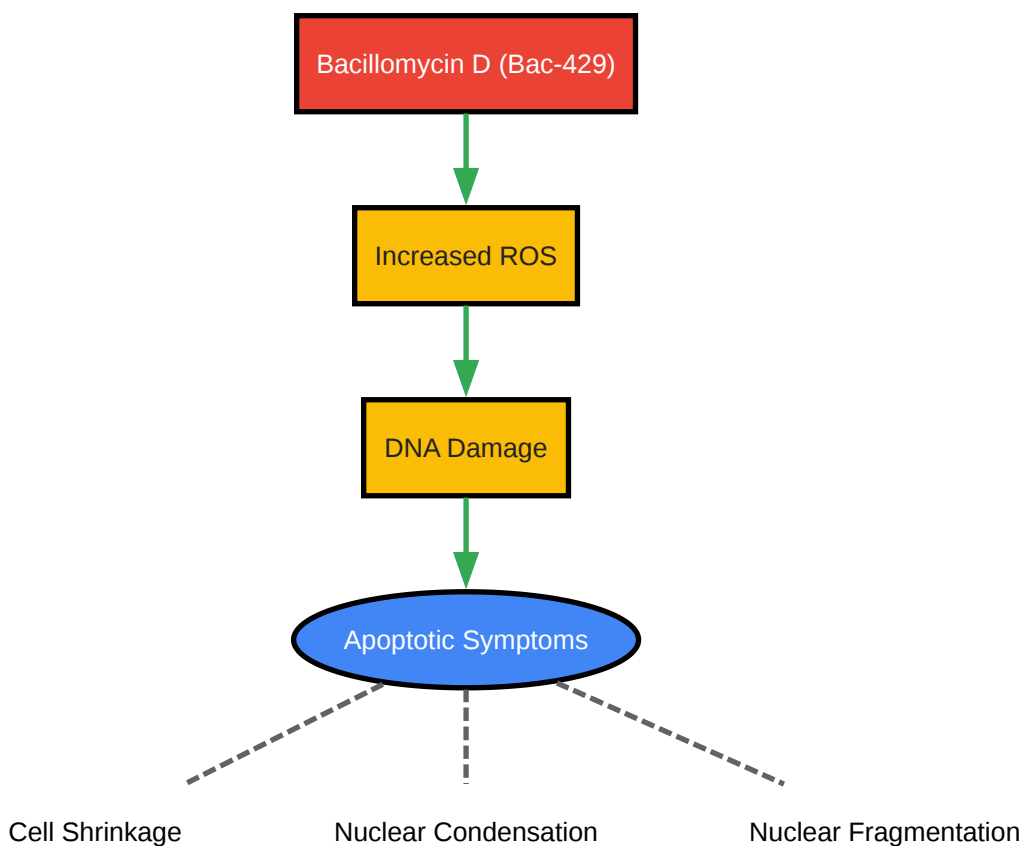 Bacillomycin D (Bac-429)
Increased ROS
DNA Damage
Apoptotic Symptoms
Cell Shrinkage
Nuclear Condensation
Nuclear Fragmentation